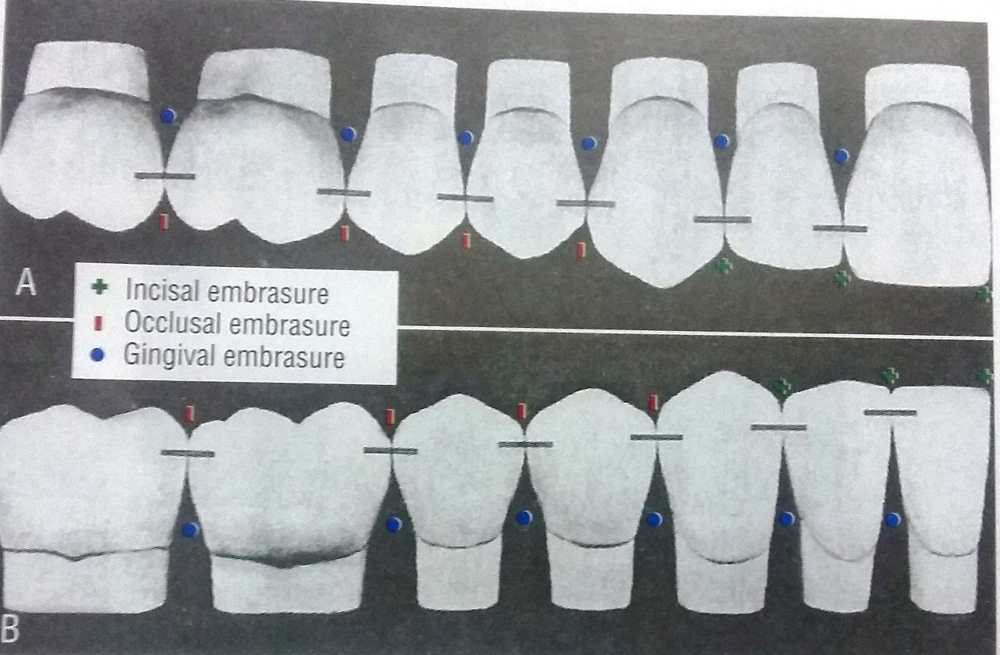 A
Incisal embrasure
Occlusal embrasure
Gingival embrasure
B